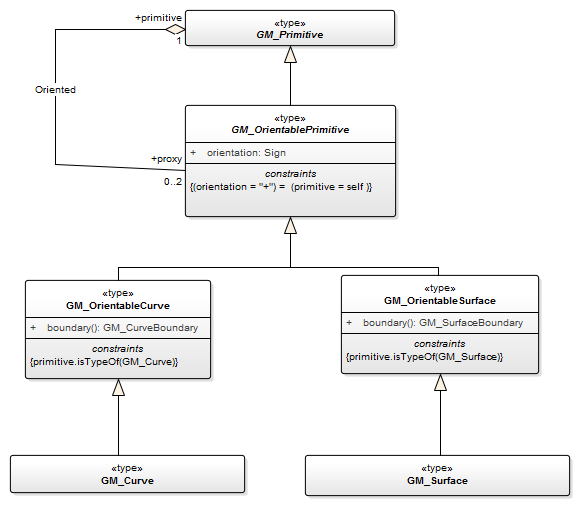 +primitive
«type»
GM_Primitive
1
Oriented
«type»
GM_OrientablePrimitive
+ orientation: Sign
+proxy
constraints
0..2
{(orientation = "+") = (primitive = self )}
«type»
GM_OrientableCurve
+ boundary(): GM_CurveBoundary
constraints
{primitive.isTypeOf(GM_Curve)}
«type»
GM_OrientableSurface
+ boundary(): GM_SurfaceBoundary
constraints
{primitive.isTypeOf(GM_Surface)}
«type»
GM_Curve
«type»
GM_Surface